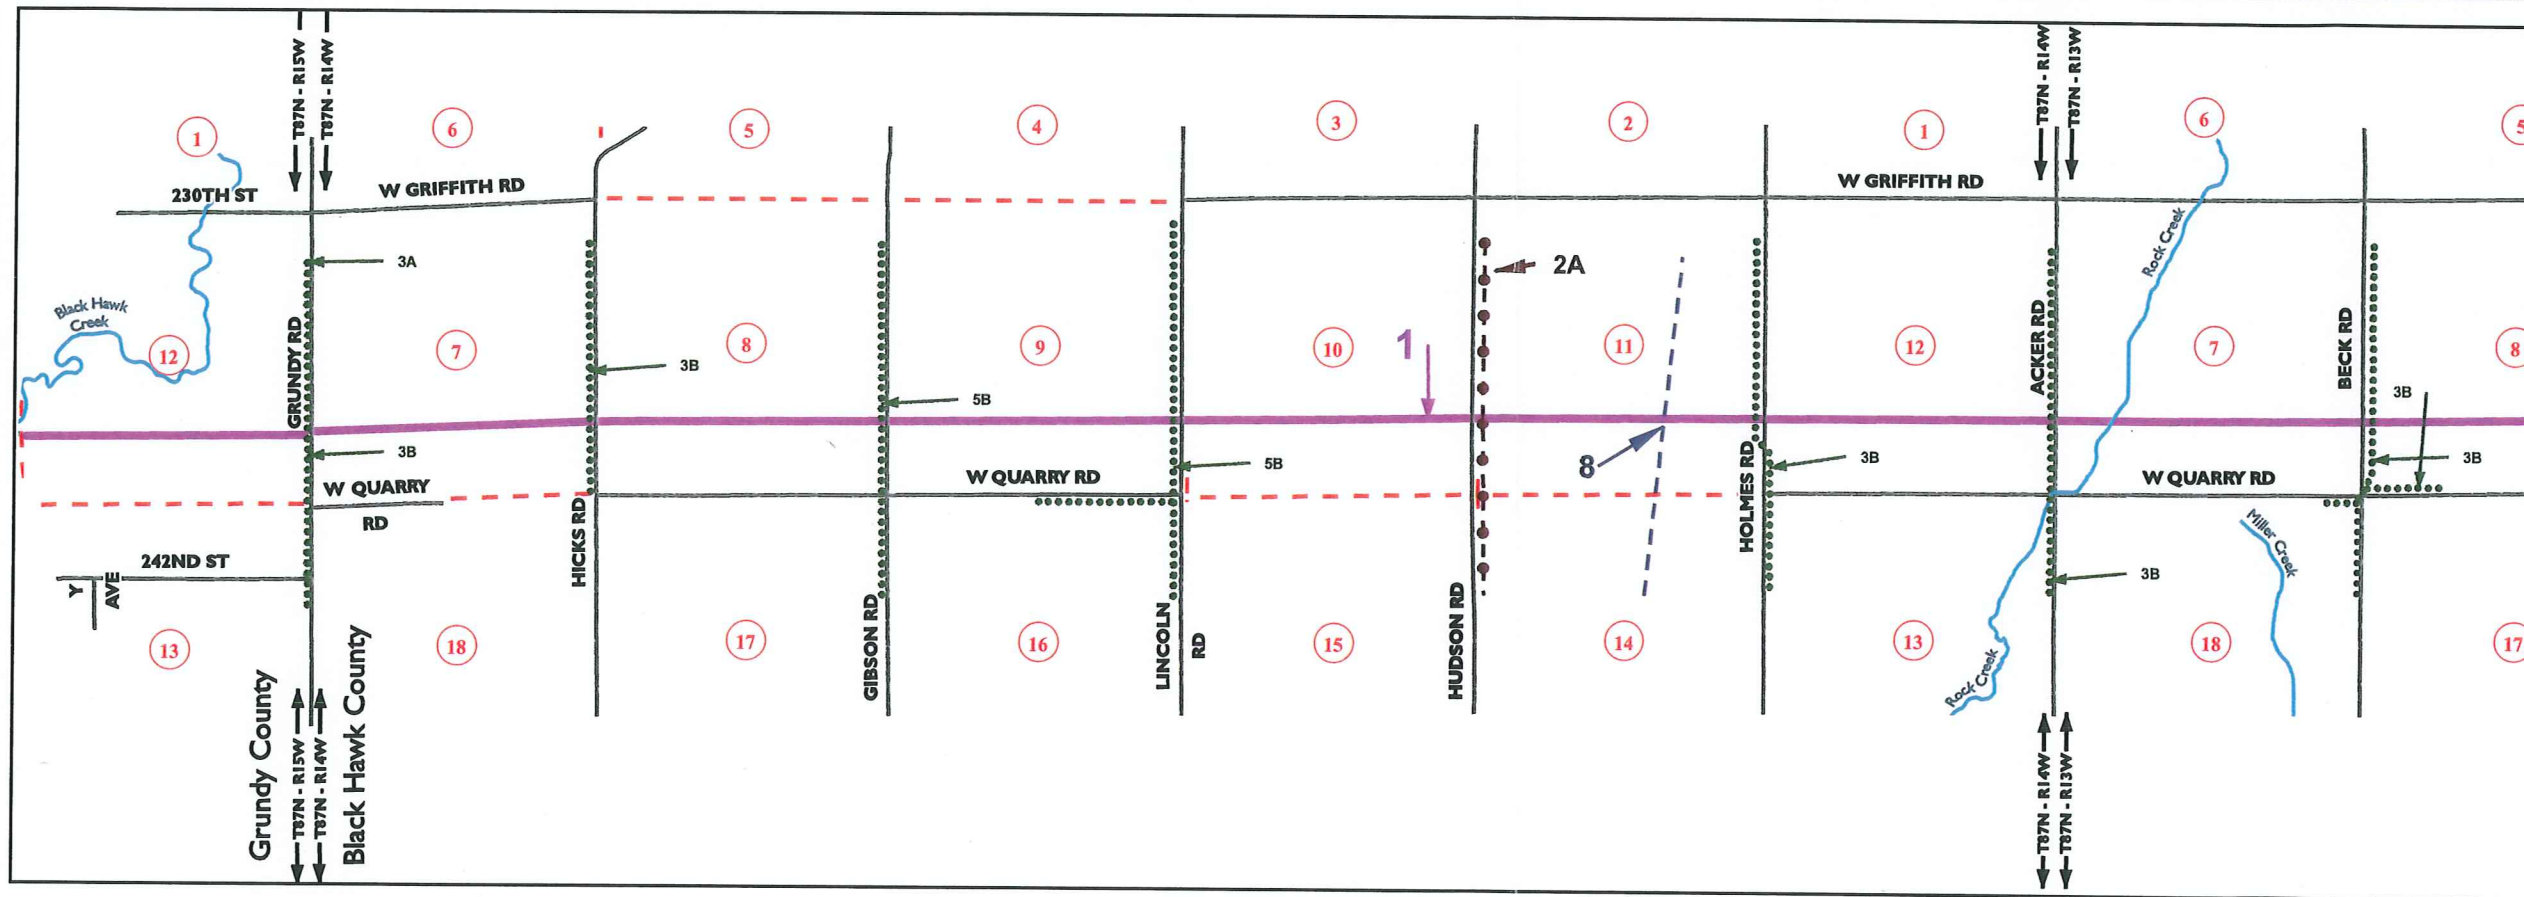 T87N - R15W
T87N - R14W
T87N - R14W
T87N - R13W
1
6
5
4
3
2
1
6
5
230TH ST
W GRIFFITH RD
W GRIFFITH RD
Rock Creek
3A
2A
Black Hawk
Creek
12
GRUNDY RD
7
3B
8
9
10
1
11
12
ACKER RD
7
BECK RD
8
5B
3B
3B
5B
8
HOLMES RD
3B
3B
W QUARRY
RD
W QUARRY RD
W QUARRY RD
242ND ST
Y
AVE
HICKS RD
Miller Creek
3B
GIBSON RD
LINCOLN
RD
HUDSON RD
13
18
17
16
15
14
13
18
17
Rock Creek
Grundy County
T87N - R15W
T87N - R14W
Black Hawk County
T87N - R14W
T87N - R13W